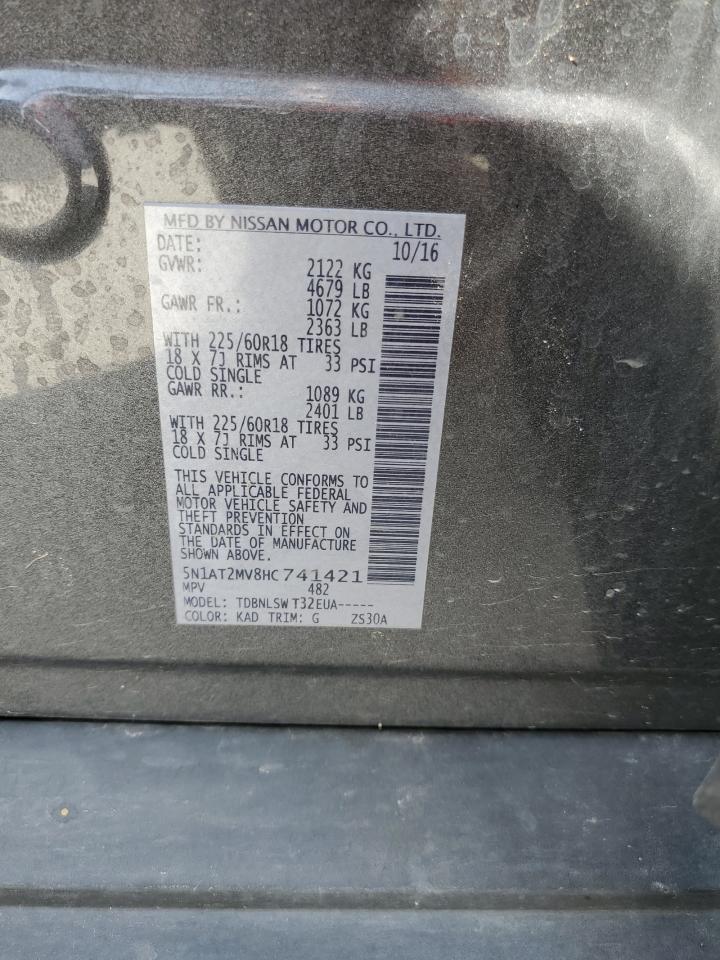 MFD BY NISSAN MOTOR CO., LTD.
DATE: 10/16
GVWR: 2122 KG
4679 LB
GAWR FR.: 1072 KG
2363 LB
WITH 225/60R18 TIRES
18 X 7J RIMS AT 33 PSI
COLD SINGLE
GAWR RR.: 1089 KG
2401 LB
WITH 225/60R18 TIRES
18 X 7J RIMS AT 33 PSI
COLD SINGLE
THIS VEHICLE CONFORMS TO
ALL APPLICABLE FEDERAL
MOTOR VEHICLE SAFETY AND
THEFT PREVENTION
STANDARDS IN EFFECT ON
THE DATE OF MANUFACTURE
SHOWN ABOVE.
5N1AT2MV8HC741421
MPV 482
MODEL: TDBNLSW T32EUA-----
COLOR: KAD TRIM: G ZS30A